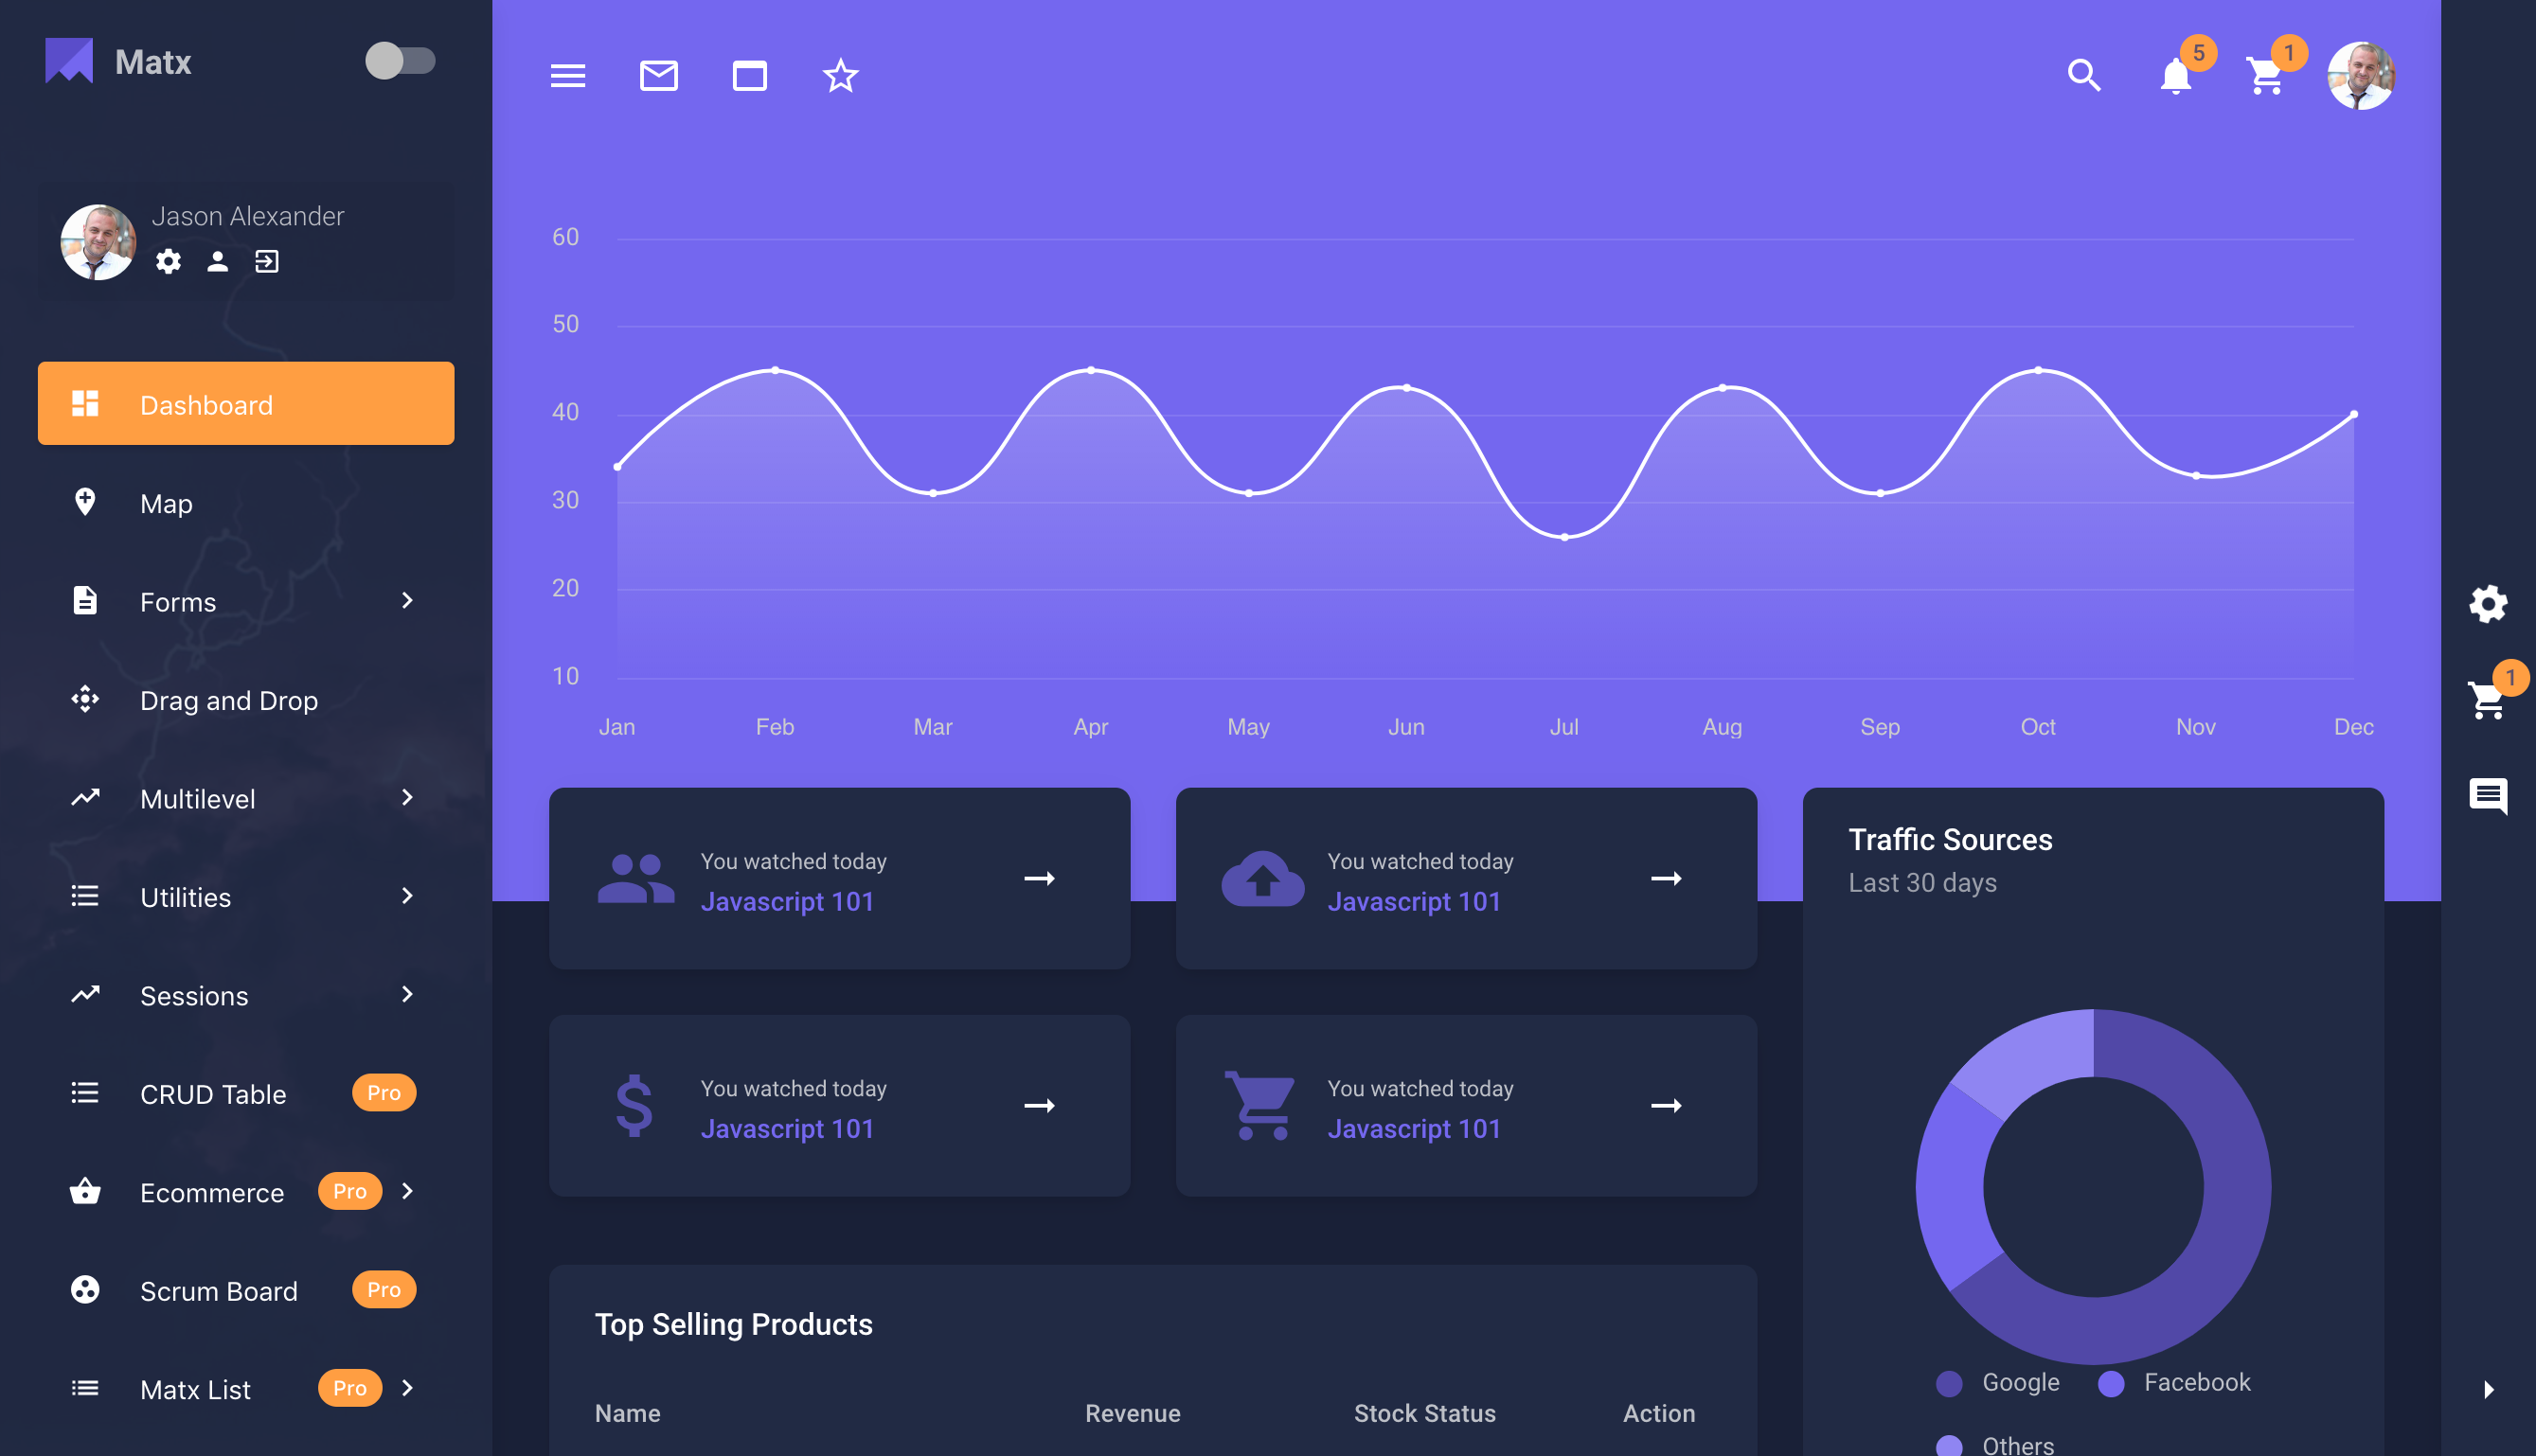 Matx
Jason Alexander
Dashboard
Map
Forms
Drag and Drop
Multilevel
Utilities
Sessions
CRUD Table Pro
Ecommerce Pro
Scrum Board Pro
Matx List Pro
5
1
60
50
40
30
20
10
Jan Feb Mar Apr May Jun Jul Aug Sep Oct Nov Dec
You watched today
Javascript 101
You watched today
Javascript 101
You watched today
Javascript 101
You watched today
Javascript 101
Top Selling Products
Name Revenue Stock Status Action
Traffic Sources
Last 30 days
Google Facebook
Others
1